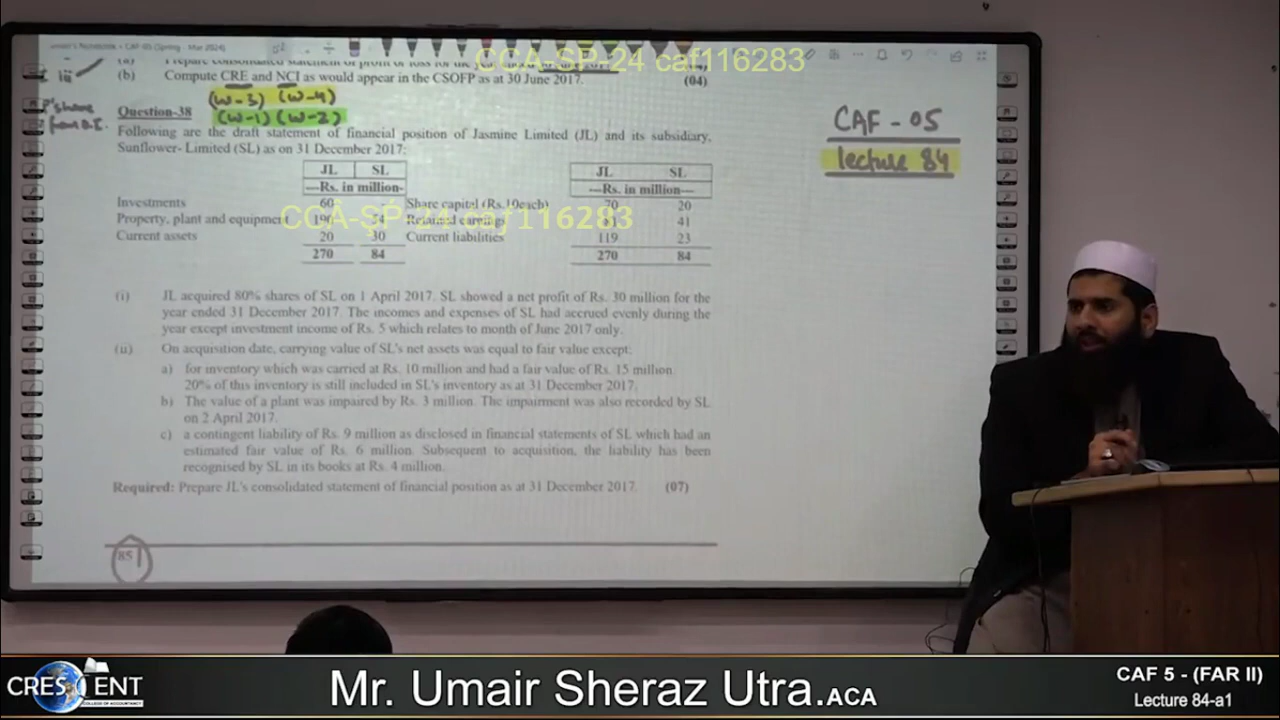 CCA-SP-24 caf116283
(b) Compute CRE and NCI as would appear in the CSOFP as at 30 June 2017. (04)
(W-3) (W-4)
Question-38 (W-1) (W-2)
Following are the draft statement of financial position of Jasmine Limited (JL) and its subsidiary,
Sunflower- Limited (SL) as on 31 December 2017:
JL SL JL SL
---Rs. in million- ---Rs. in million---
Investments 60 Share capital (Rs.10each) 70 20
Property, plant and equipment 190 Retained earnings 41
Current assets 20 30 Current liabilities 119 23
270 84 270 84
CCA-SP-24 caf116283
(i) JL acquired 80% shares of SL on 1 April 2017. SL showed a net profit of Rs. 30 million for the
year ended 31 December 2017. The incomes and expenses of SL had accrued evenly during the
year except investment income of Rs. 5 which relates to month of June 2017 only.
(ii) On acquisition date, carrying value of SL's net assets was equal to fair value except:
a) for inventory which was carried at Rs. 10 million and had a fair value of Rs. 15 million.
20% of this inventory is still included in SL's inventory as at 31 December 2017.
b) The value of a plant was impaired by Rs. 3 million. The impairment was also recorded by SL
on 2 April 2017.
c) a contingent liability of Rs. 9 million as disclosed in financial statements of SL which had an
estimated fair value of Rs. 6 million. Subsequent to acquisition, the liability has been
recognised by SL in its books at Rs. 4 million.
Required: Prepare JL's consolidated statement of financial position as at 31 December 2017. (07)
85
CAF - 05
lecture 84
CRESCENT
COLLEGE OF ACCOUNTANCY
Mr. Umair Sheraz Utra.ACA
CAF 5 - (FAR II)
Lecture 84-a1